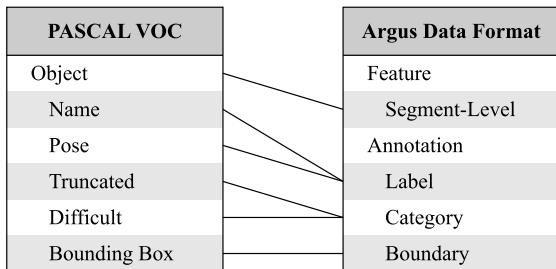 PASCAL VOC
Object
Name
Pose
Truncated
Difficult
Bounding Box
Argus Data Format
Feature
Segment-Level
Annotation
Label
Category
Boundary